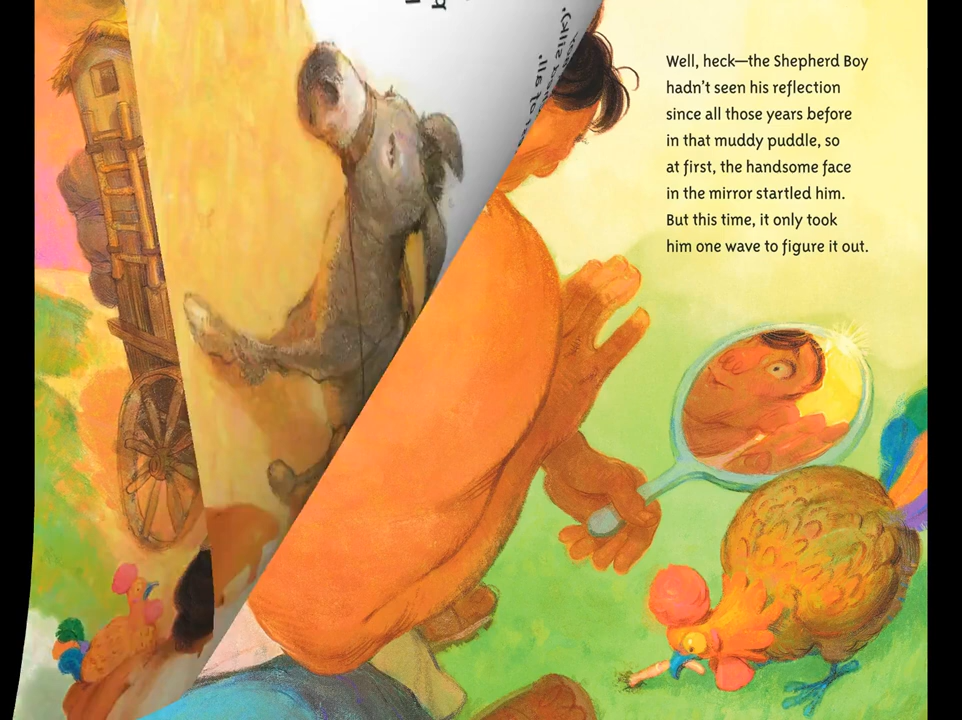 Well, heck—the Shepherd Boy
hadn't seen his reflection
since all those years before
in that muddy puddle, so
at first, the handsome face
in the mirror startled him.
But this time, it only took
him one wave to figure it out.